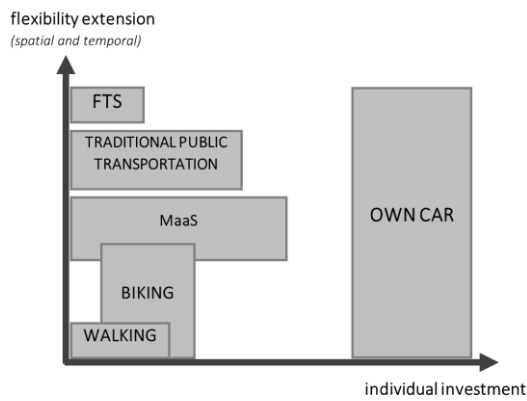 flexibility extension
(spatial and temporal)
FTS
TRADITIONAL PUBLIC
TRANSPORTATION
MaaS
OWN CAR
BIKING
WALKING
individual investment